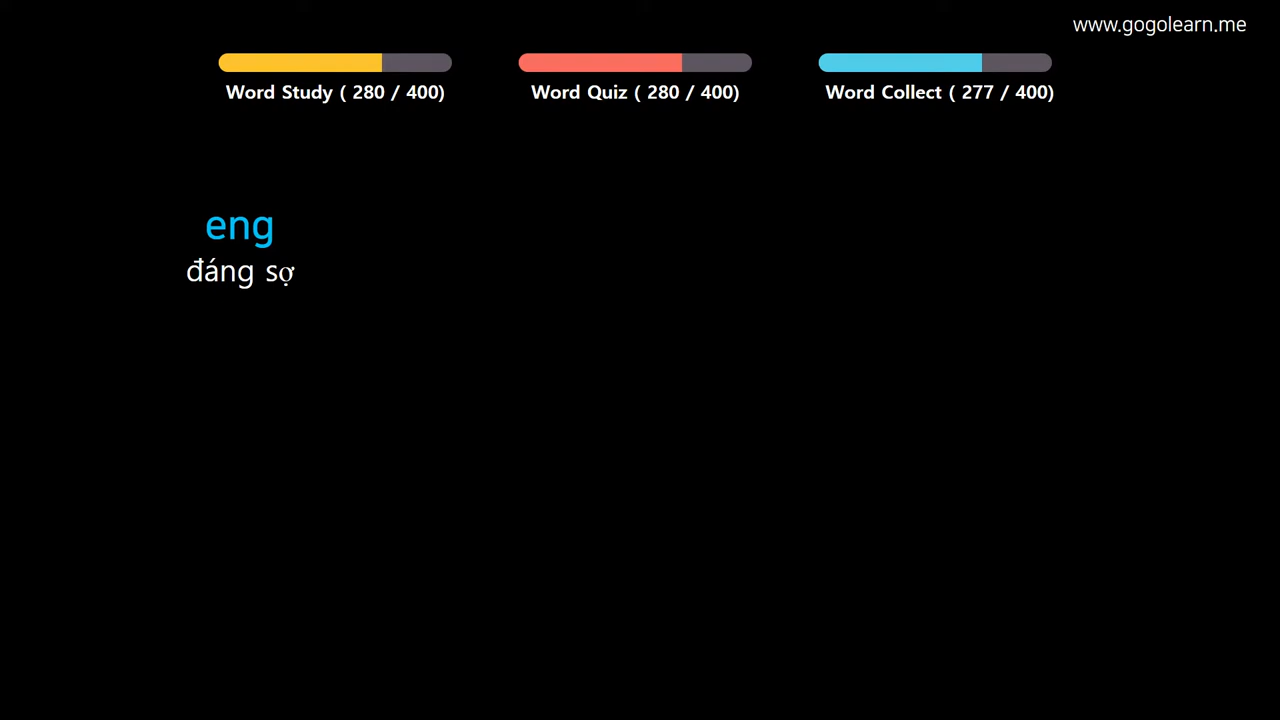 www.gogolearn.me
Word Study ( 280 / 400)
Word Quiz ( 280 / 400)
Word Collect ( 277 / 400)
eng
đáng sợ